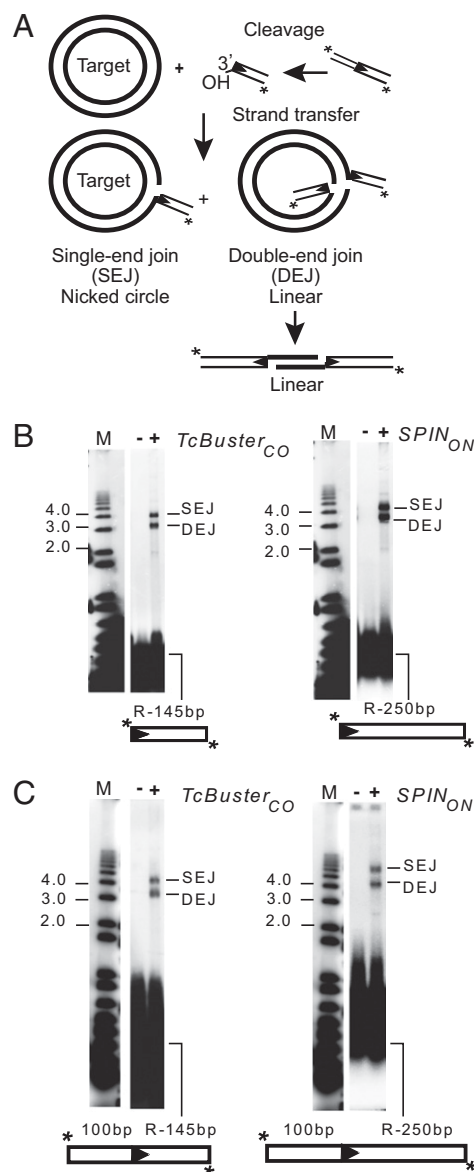 A
Target
+
3'
OH
*
*
Cleavage
*
*
Strand transfer
Target
*
+
*
*
Single-end join
(SEJ)
Nicked circle
Double-end join
(DEJ)
Linear
*
*
Linear
B
M - + TcBuster CO
4.0
3.0
2.0
SEJ
DEJ
R-145bp
*
*
M - + SPIN ON
4.0
3.0
2.0
SEJ
DEJ
R-250bp
*
*
C
M - + TcBuster CO
4.0
3.0
2.0
SEJ
DEJ
* 100bp R-145bp
*
M - + SPIN ON
4.0
3.0
2.0
SEJ
DEJ
* 100bp R-250bp
*